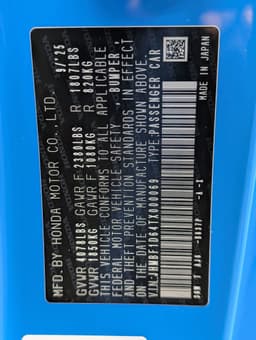 MFD.BY HONDA MOTOR CO., LTD. 9/'25
GVWR 4078LBS GAWR F 2380LBS R 1807LBS
GVWR 1850KG GAWR F 1080KG R 820KG
THIS VEHICLE CONFORMS TO ALL APPLICABLE
FEDERAL MOTOR VEHICLE SAFETY, BUMPER,
AND THEFT PREVENTION STANDARDS IN EFFECT
ON THE DATE OF MANUFACTURE SHOWN ABOVE.
V.I.N: TYPE:PASSENGER CAR
MADE IN JAPAN